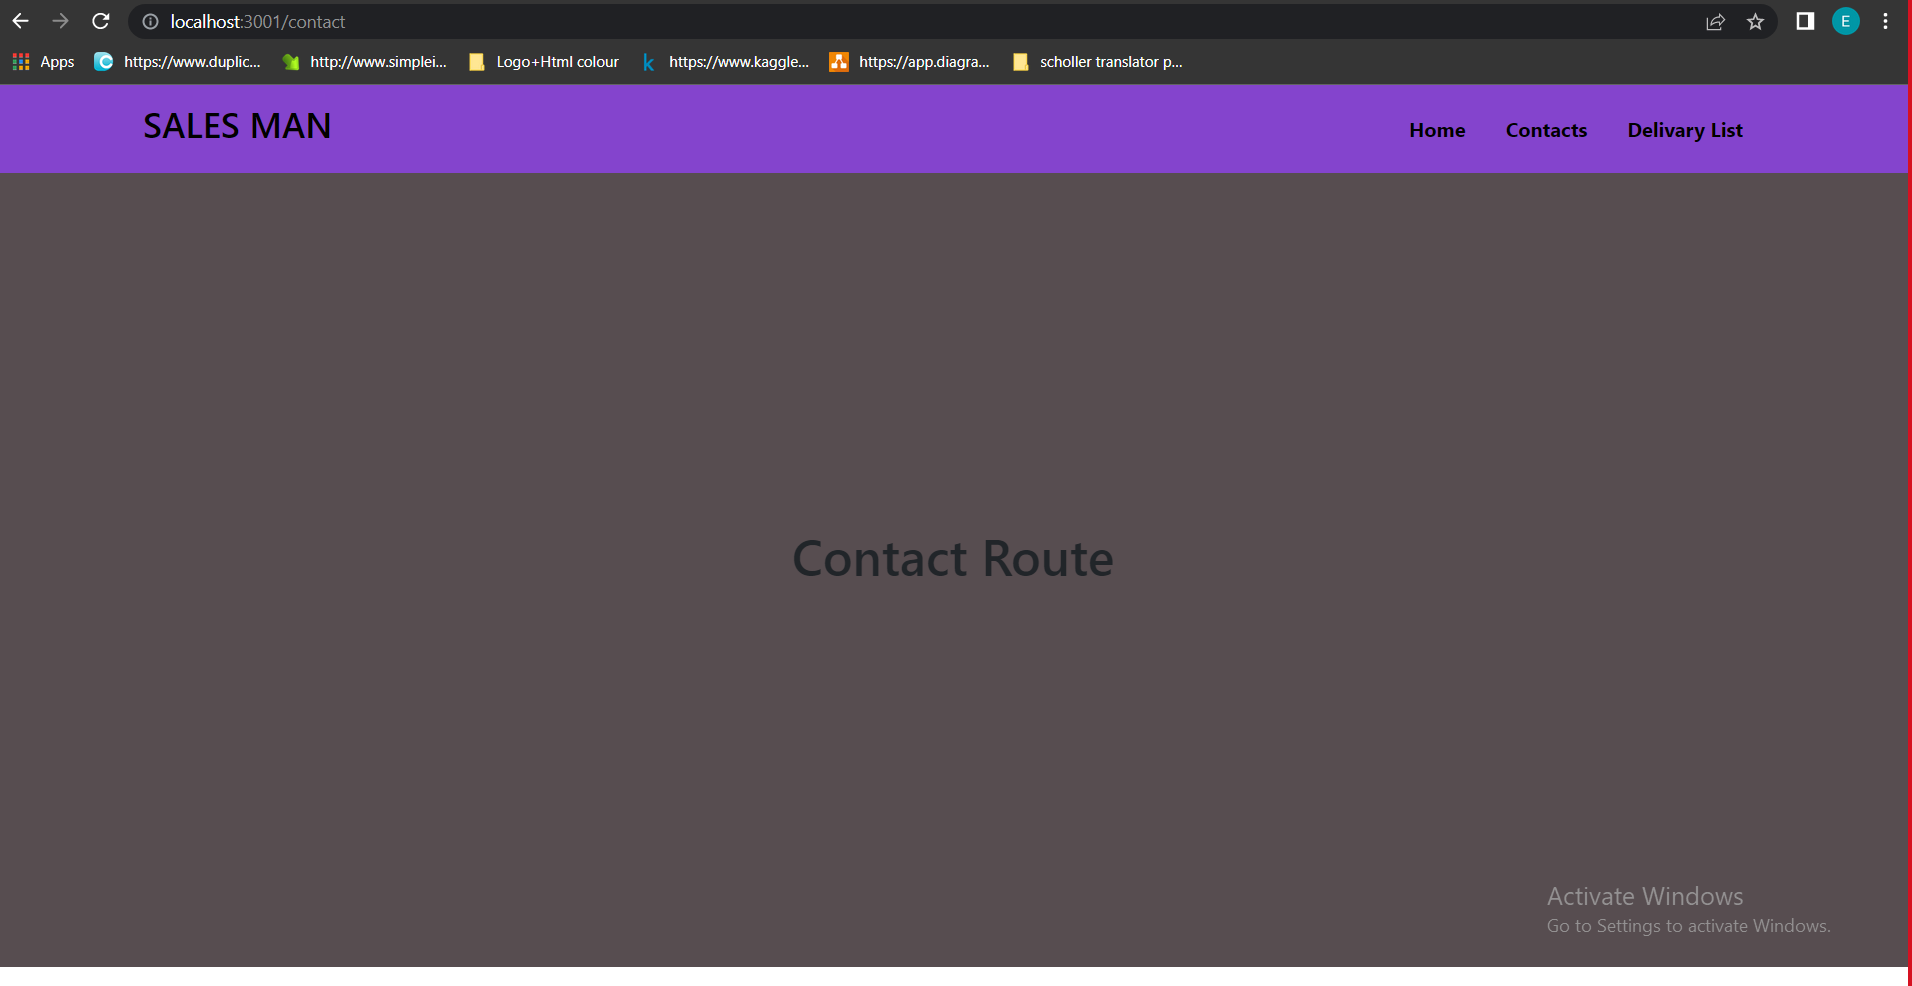 localhost:3001/contact
Apps https://www.duplic... http://www.simplei... Logo+Html colour k https://www.kaggle... https://app.diagra... scholler translator p...
E
SALES MAN
Home Contacts Delivary List
Contact Route
Activate Windows
Go to Settings to activate Windows.